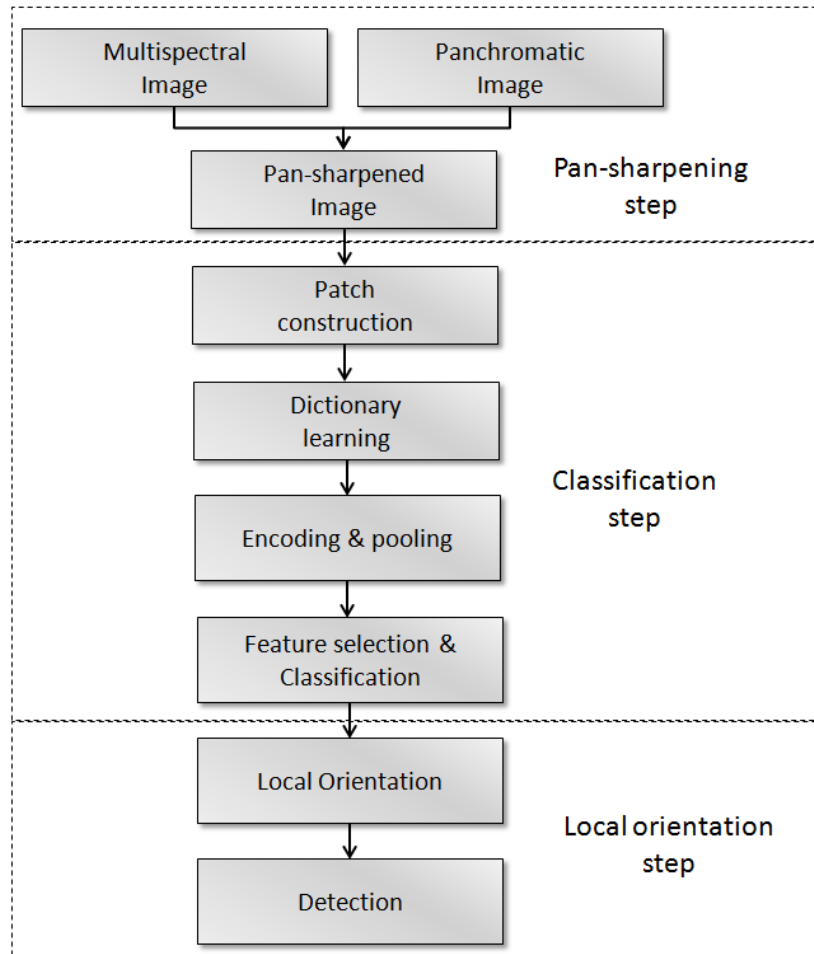 Multispectral
Image
Panchromatic
Image
Pan-sharpened
Image
Pan-sharpening
step
Patch
construction
Dictionary
learning
Encoding & pooling
Classification
step
Feature selection &
Classification
Local Orientation
Local orientation
step
Detection